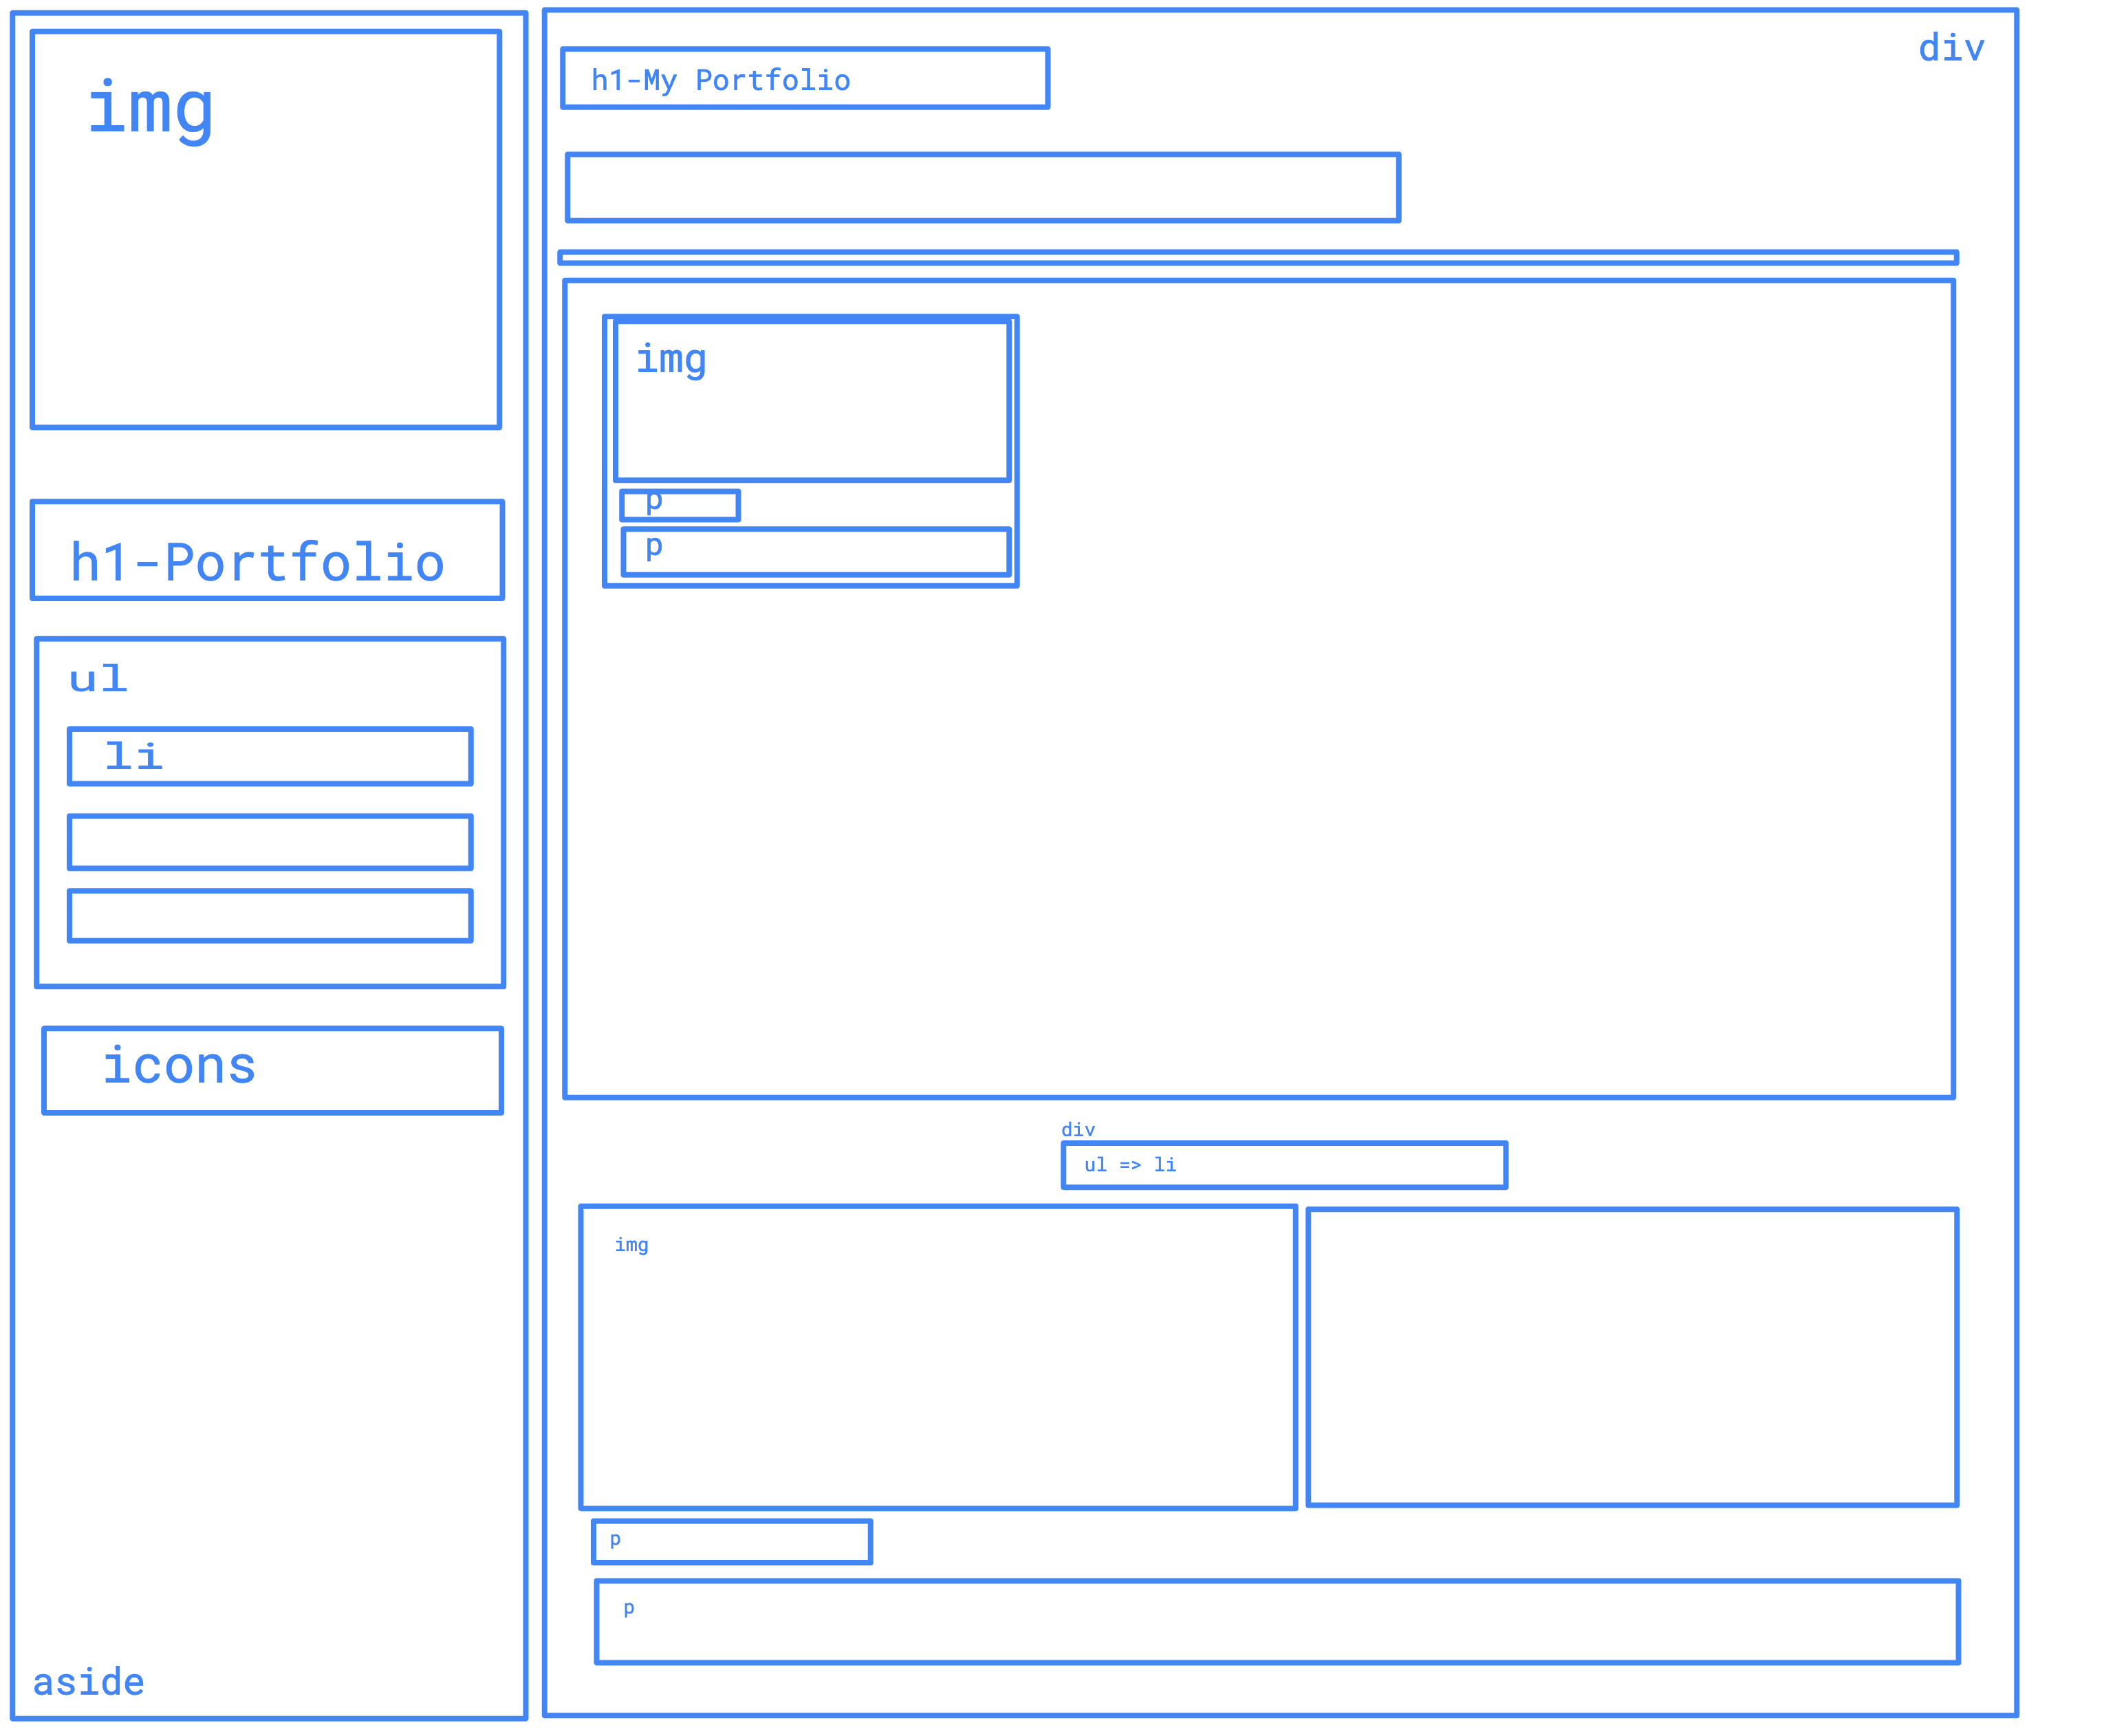 img
h1-Portfolio
ul
li
icons
aside
div
h1-My Portfolio
img
p
p
div
ul => li
img
p
p